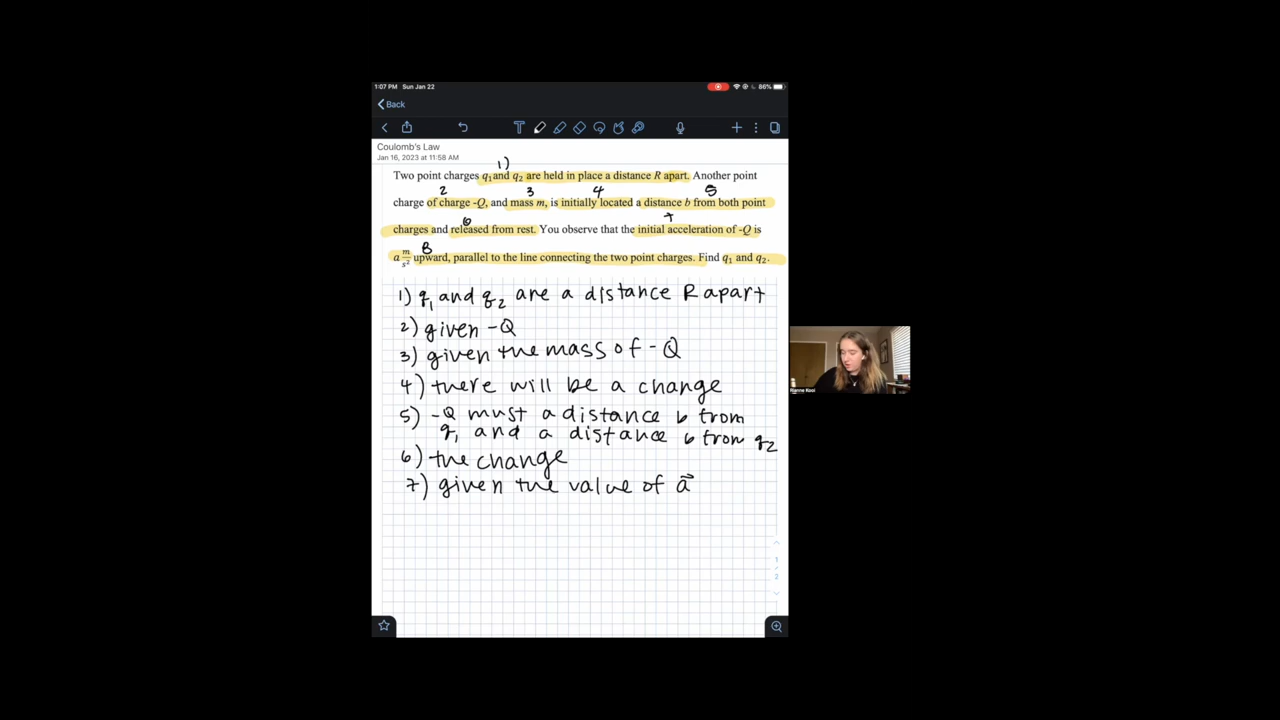 1:07 PM Sun Jan 22
86%
Back
Coulomb's Law
Jan 16, 2023 at 11:58 AM
1)
Two point charges q₁ and q₂ are held in place a distance R apart. Another point
2 3 4 5
charge of charge -Q, and mass m, is initially located a distance b from both point
6 7
charges and released from rest. You observe that the initial acceleration of -Q is
8
a m/s² upward, parallel to the line connecting the two point charges. Find q₁ and q₂.
1) q₁ and q₂ are a distance R apart
2) given -Q
3) given the mass of -Q
4) there will be a change
5) -Q must a distance b from
q₁ and a distance b from q₂
6) the change
7) given the value of a⃗
1
/
2
Rianne Kooi